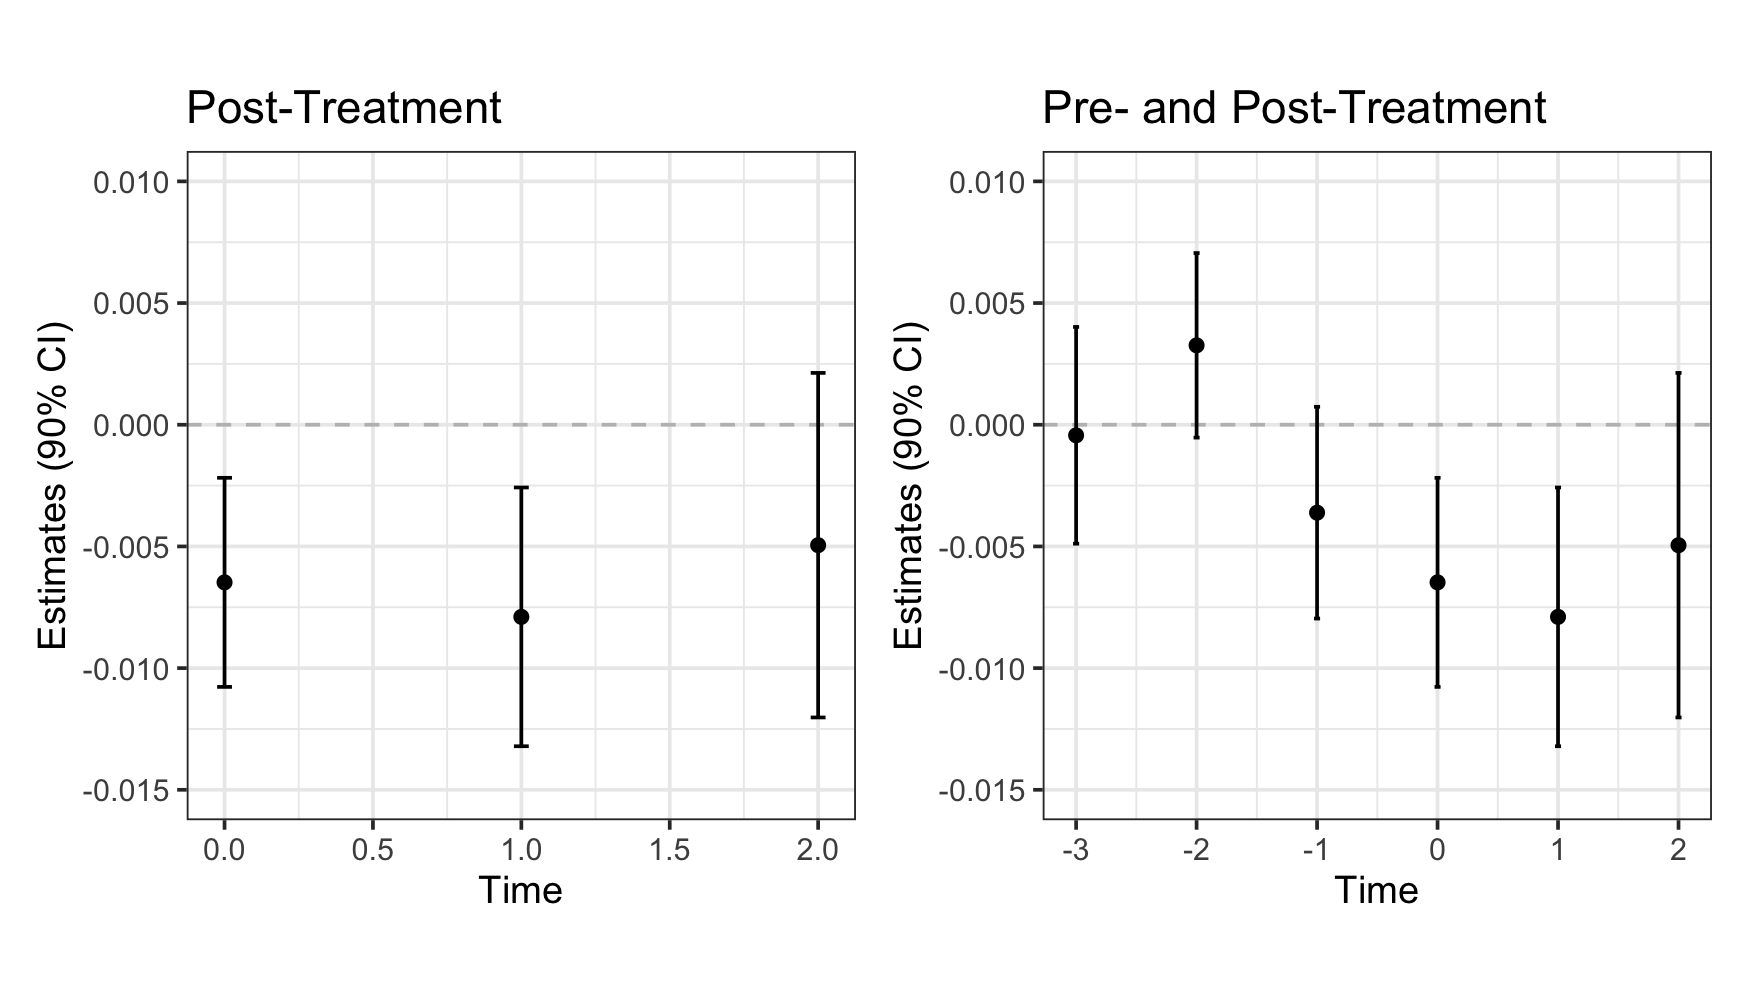 Post-Treatment
Estimates (90% CI)
0.010
0.005
0.000
-0.005
-0.010
-0.015
0.0 0.5 1.0 1.5 2.0
Time
Pre- and Post-Treatment
Estimates (90% CI)
0.010
0.005
0.000
-0.005
-0.010
-0.015
-3 -2 -1 0 1 2
Time